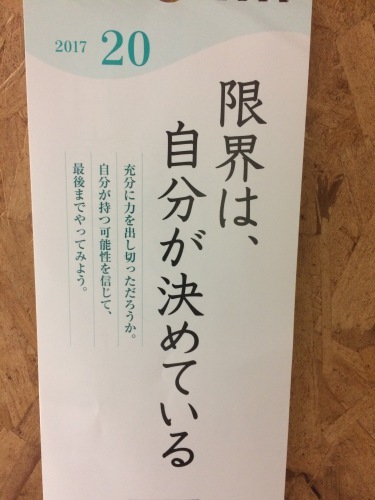 2017 20
限界は、
自分が決めている
充分に力を出し切っただろうか。
自分が持つ可能性を信じて、
最後までやってみよう。